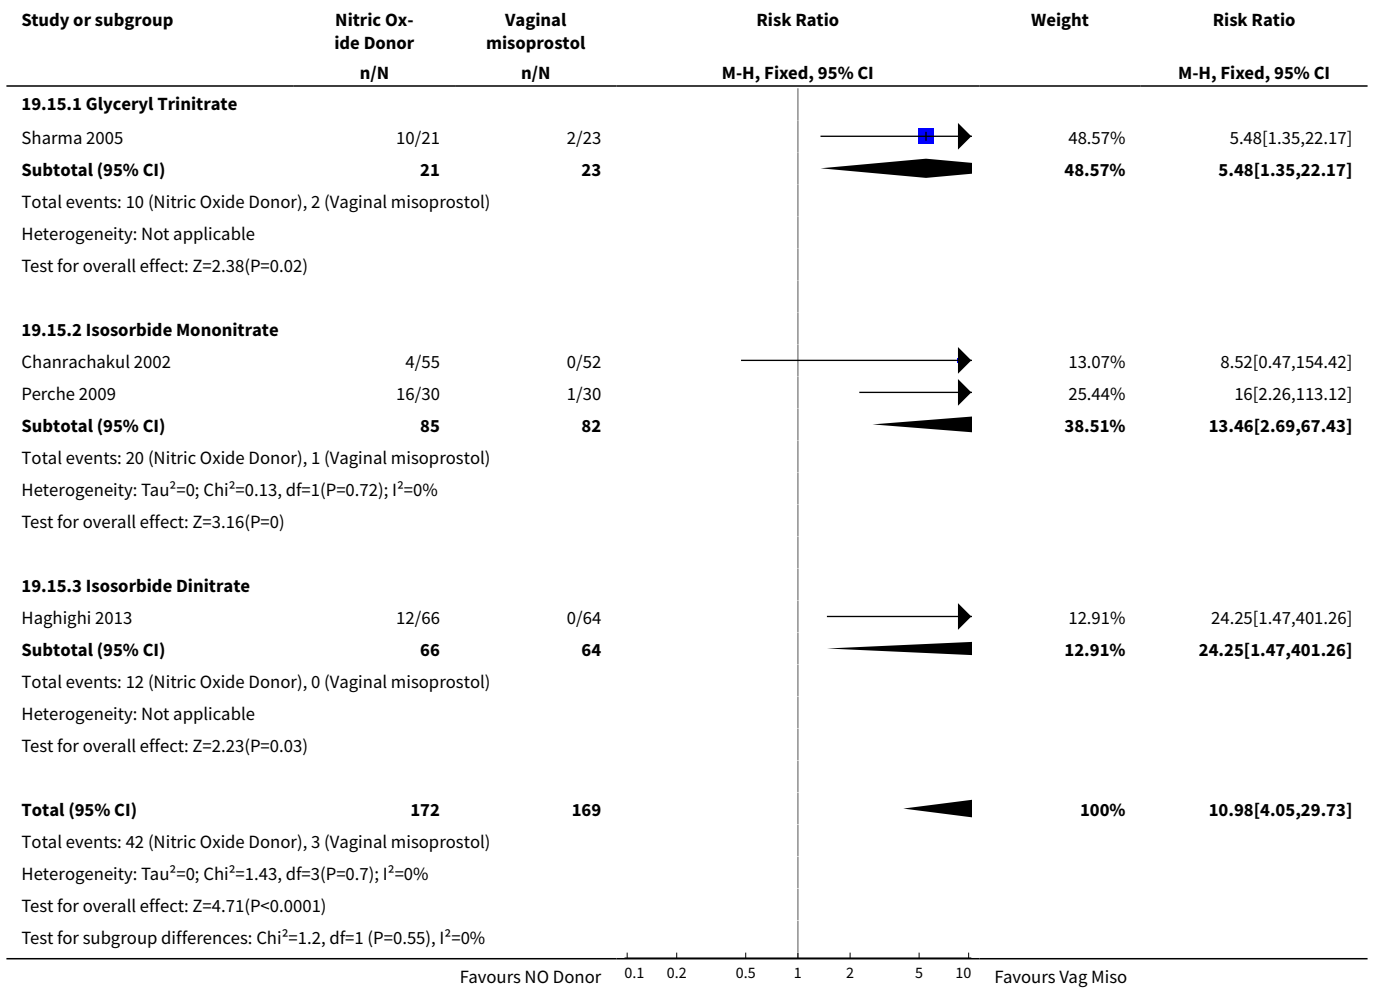 Study or subgroup Nitric Ox- Vaginal Risk Ratio Weight Risk Ratio
ide Donor misoprostol
n/N n/N M-H, Fixed, 95% CI M-H, Fixed, 95% CI
19.15.1 Glyceryl Trinitrate
Sharma 2005 10/21 2/23 48.57% 5.48[1.35,22.17]
Subtotal (95% CI) 21 23 48.57% 5.48[1.35,22.17]
Total events: 10 (Nitric Oxide Donor), 2 (Vaginal misoprostol)
Heterogeneity: Not applicable
Test for overall effect: Z=2.38(P=0.02)
19.15.2 Isosorbide Mononitrate
Chanrachakul 2002 4/55 0/52 13.07% 8.52[0.47,154.42]
Perche 2009 16/30 1/30 25.44% 16[2.26,113.12]
Subtotal (95% CI) 85 82 38.51% 13.46[2.69,67.43]
Total events: 20 (Nitric Oxide Donor), 1 (Vaginal misoprostol)
Heterogeneity: Tau²=0; Chi²=0.13, df=1(P=0.72); I²=0%
Test for overall effect: Z=3.16(P=0)
19.15.3 Isosorbide Dinitrate
Haghighi 2013 12/66 0/64 12.91% 24.25[1.47,401.26]
Subtotal (95% CI) 66 64 12.91% 24.25[1.47,401.26]
Total events: 12 (Nitric Oxide Donor), 0 (Vaginal misoprostol)
Heterogeneity: Not applicable
Test for overall effect: Z=2.23(P=0.03)
Total (95% CI) 172 169 100% 10.98[4.05,29.73]
Total events: 42 (Nitric Oxide Donor), 3 (Vaginal misoprostol)
Heterogeneity: Tau²=0; Chi²=1.43, df=3(P=0.7); I²=0%
Test for overall effect: Z=4.71(P<0.0001)
Test for subgroup differences: Chi²=1.2, df=1 (P=0.55), I²=0%
Favours NO Donor 0.1 0.2 0.5 1 2 5 10 Favours Vag Miso